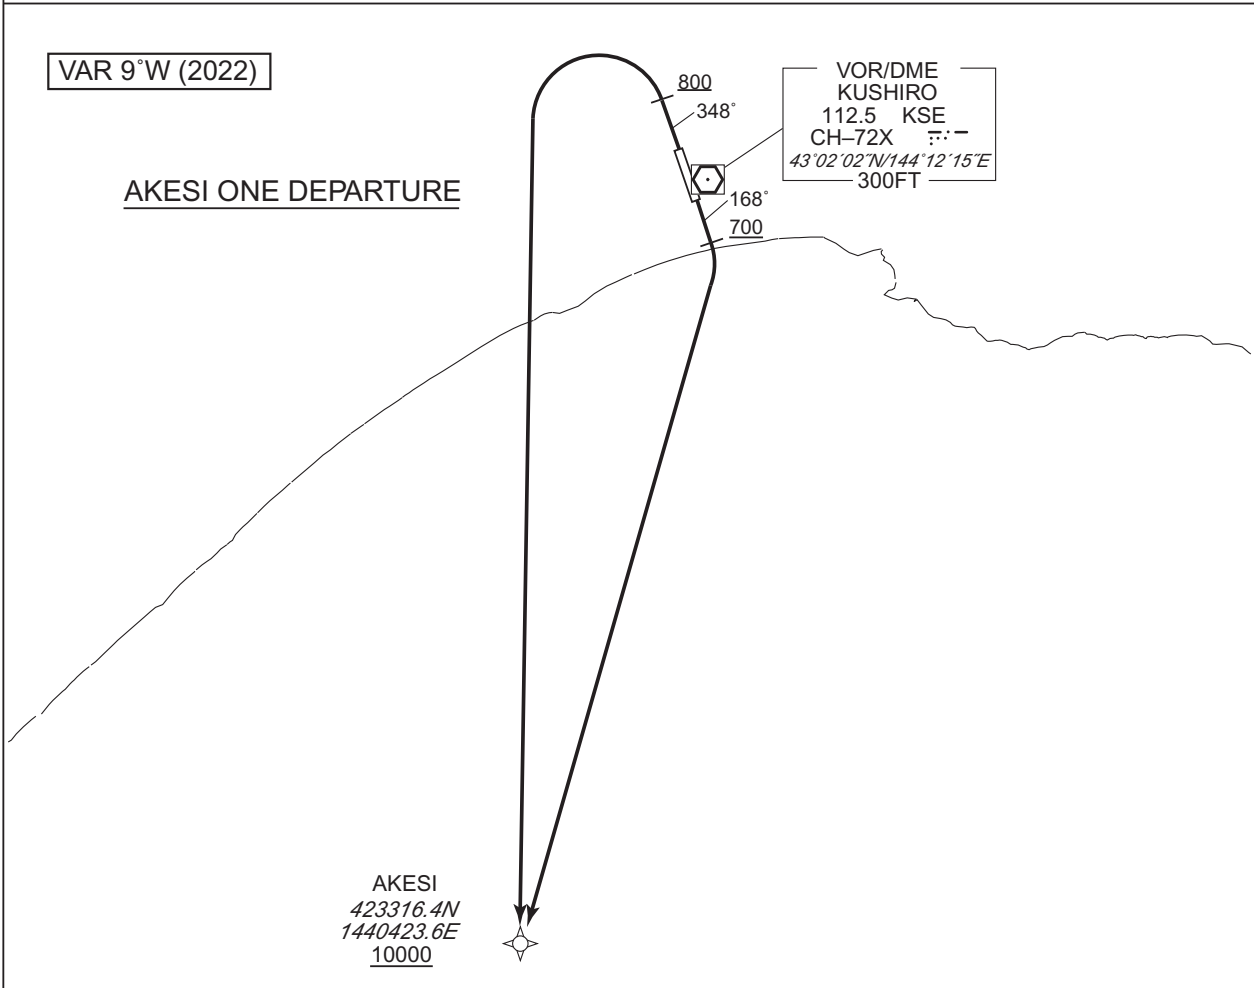 VAR 9°W (2022)
AKESI ONE DEPARTURE
800
348°
VOR/DME
KUSHIRO
112.5 KSE
CH–72X
43°02′02″N/144°12′15″E
300FT
168°
700
AKESI
423316.4N
1440423.6E
10000